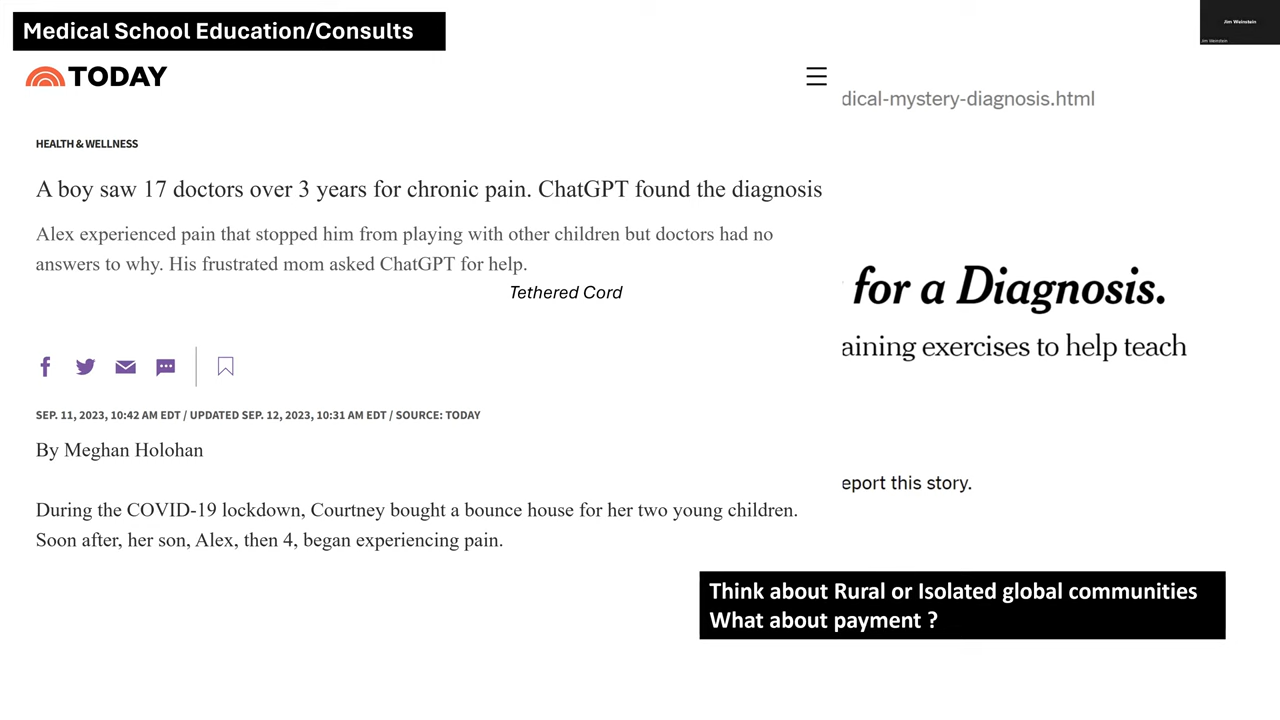 Medical School Education/Consults
Jim Weinstein
Jim Weinstein
TODAY
dical-mystery-diagnosis.html
HEALTH & WELLNESS
A boy saw 17 doctors over 3 years for chronic pain. ChatGPT found the diagnosis
Alex experienced pain that stopped him from playing with other children but doctors had no
answers to why. His frustrated mom asked ChatGPT for help.
Tethered Cord
for a Diagnosis.
aining exercises to help teach
SEP. 11, 2023, 10:42 AM EDT / UPDATED SEP. 12, 2023, 10:31 AM EDT / SOURCE: TODAY
By Meghan Holohan
eport this story.
During the COVID-19 lockdown, Courtney bought a bounce house for her two young children.
Soon after, her son, Alex, then 4, began experiencing pain.
Think about Rural or Isolated global communities
What about payment ?